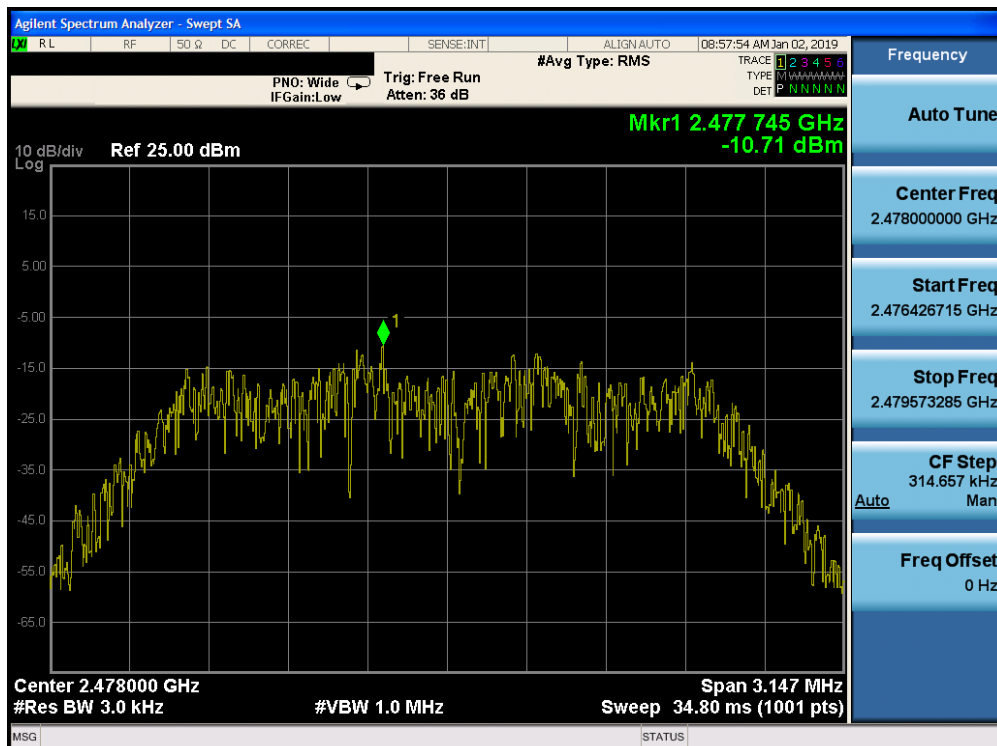 Agilent Spectrum Analyzer - Swept SA
LXI RL RF 50 Ω DC CORREC SENSE:INT ALIGN AUTO 08:57:54 AM Jan 02, 2019
PNO: Wide
IFGain:Low
Trig: Free Run
Atten: 36 dB
#Avg Type: RMS
TRACE 1 2 3 4 5 6
TYPE M
DET P N N N N N
Mkr1 2.477 745 GHz
-10.71 dBm
10 dB/div
Log
Ref 25.00 dBm
15.0
5.00
-5.00
-15.0
-25.0
-35.0
-45.0
-55.0
-65.0
1
Center 2.478000 GHz
Span 3.147 MHz
#Res BW 3.0 kHz
#VBW 1.0 MHz
Sweep 34.80 ms (1001 pts)
MSG
STATUS
Frequency
Auto Tune
Center Freq
2.478000000 GHz
Start Freq
2.476426715 GHz
Stop Freq
2.479573285 GHz
CF Step
314.657 kHz
Auto Man
Freq Offset
0 Hz